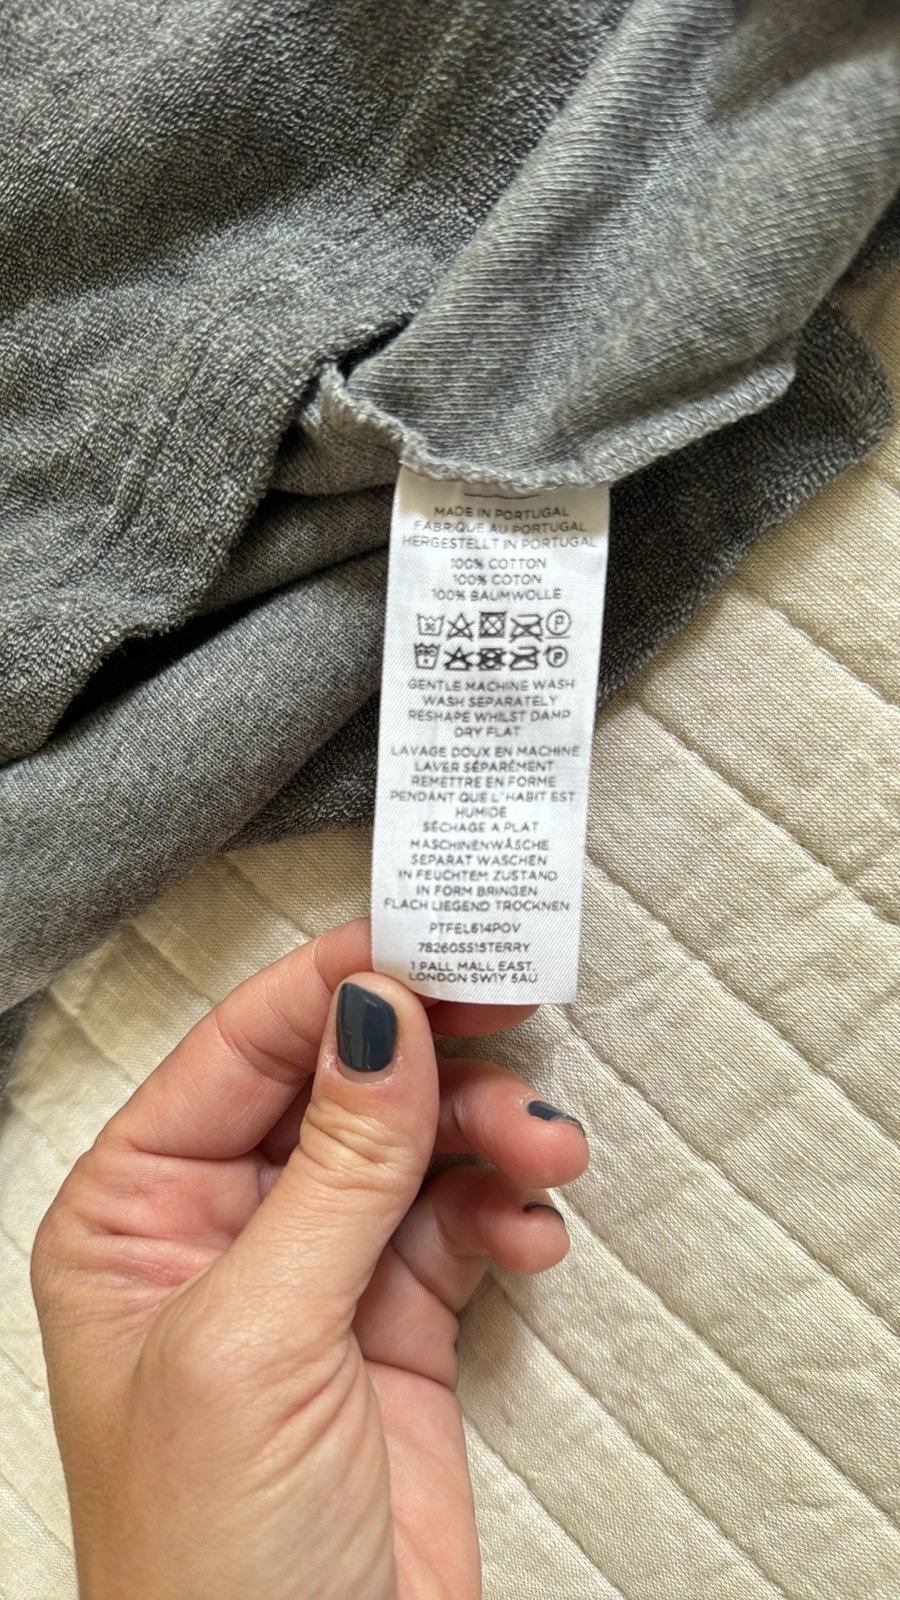 MADE IN PORTUGAL
FABRIQUE AU PORTUGAL
HERGESTELLT IN PORTUGAL
100% COTTON
100% COTON
100% BAUMWOLLE
GENTLE MACHINE WASH
WASH SEPARATELY
RESHAPE WHILST DAMP
DRY FLAT
LAVAGE DOUX EN MACHINE
LAVER SÉPARÉMENT
REMETTRE EN FORME
PENDANT QUE L'HABIT EST
HUMIDE
SÉCHAGE A PLAT
MASCHINENWÄSCHE
SEPARAT WASCHEN
IN FEUCHTEM ZUSTAND
IN FORM BRINGEN
FLACH LIEGEND TROCKNEN
PTFEL614POV
78260SS15TERRY
1 PALL MALL EAST,
LONDON SW1Y 5AU